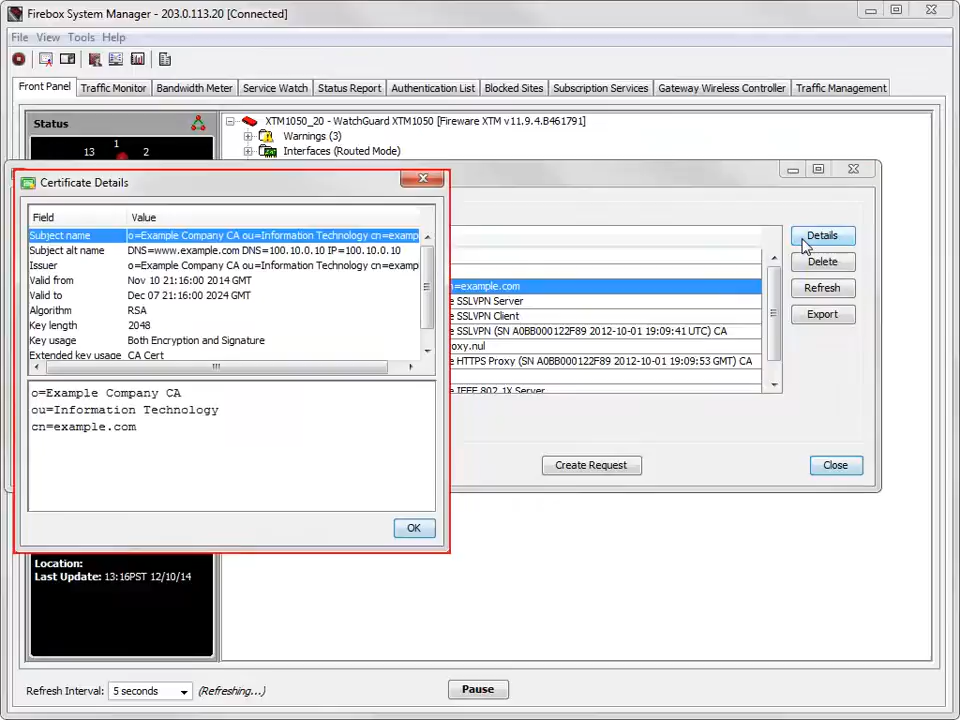 Firebox System Manager - 203.0.113.20 [Connected]
File View Tools Help
Front Panel Traffic Monitor Bandwidth Meter Service Watch Status Report Authentication List Blocked Sites Subscription Services Gateway Wireless Controller Traffic Management
Status
13 1 2
XTM1050_20 - WatchGuard XTM1050 [Fireware XTM v11.9.4.B461791]
Warnings (3)
Interfaces (Routed Mode)
Certificate Details
Field Value
Subject name o=Example Company CA ou=Information Technology cn=examp
Subject alt name DNS=www.example.com DNS=100.10.0.10 IP=100.10.0.10
Issuer o=Example Company CA ou=Information Technology cn=examp
Valid from Nov 10 21:16:00 2014 GMT
Valid to Dec 07 21:16:00 2024 GMT
Algorithm RSA
Key length 2048
Key usage Both Encryption and Signature
Extended key usage CA Cert
o=Example Company CA
ou=Information Technology
cn=example.com
OK
n=example.com
e SSLVPN Server
e SSLVPN Client
e SSLVPN (SN A0BB000122F89 2012-10-01 19:09:41 UTC) CA
oxy.nul
e HTTPS Proxy (SN A0BB000122F89 2012-10-01 19:09:53 GMT) CA
e IEEE 802.1X Server
Details
Delete
Refresh
Export
Create Request
Close
Location:
Last Update: 13:16PST 12/10/14
Refresh Interval: 5 seconds (Refreshing...)
Pause